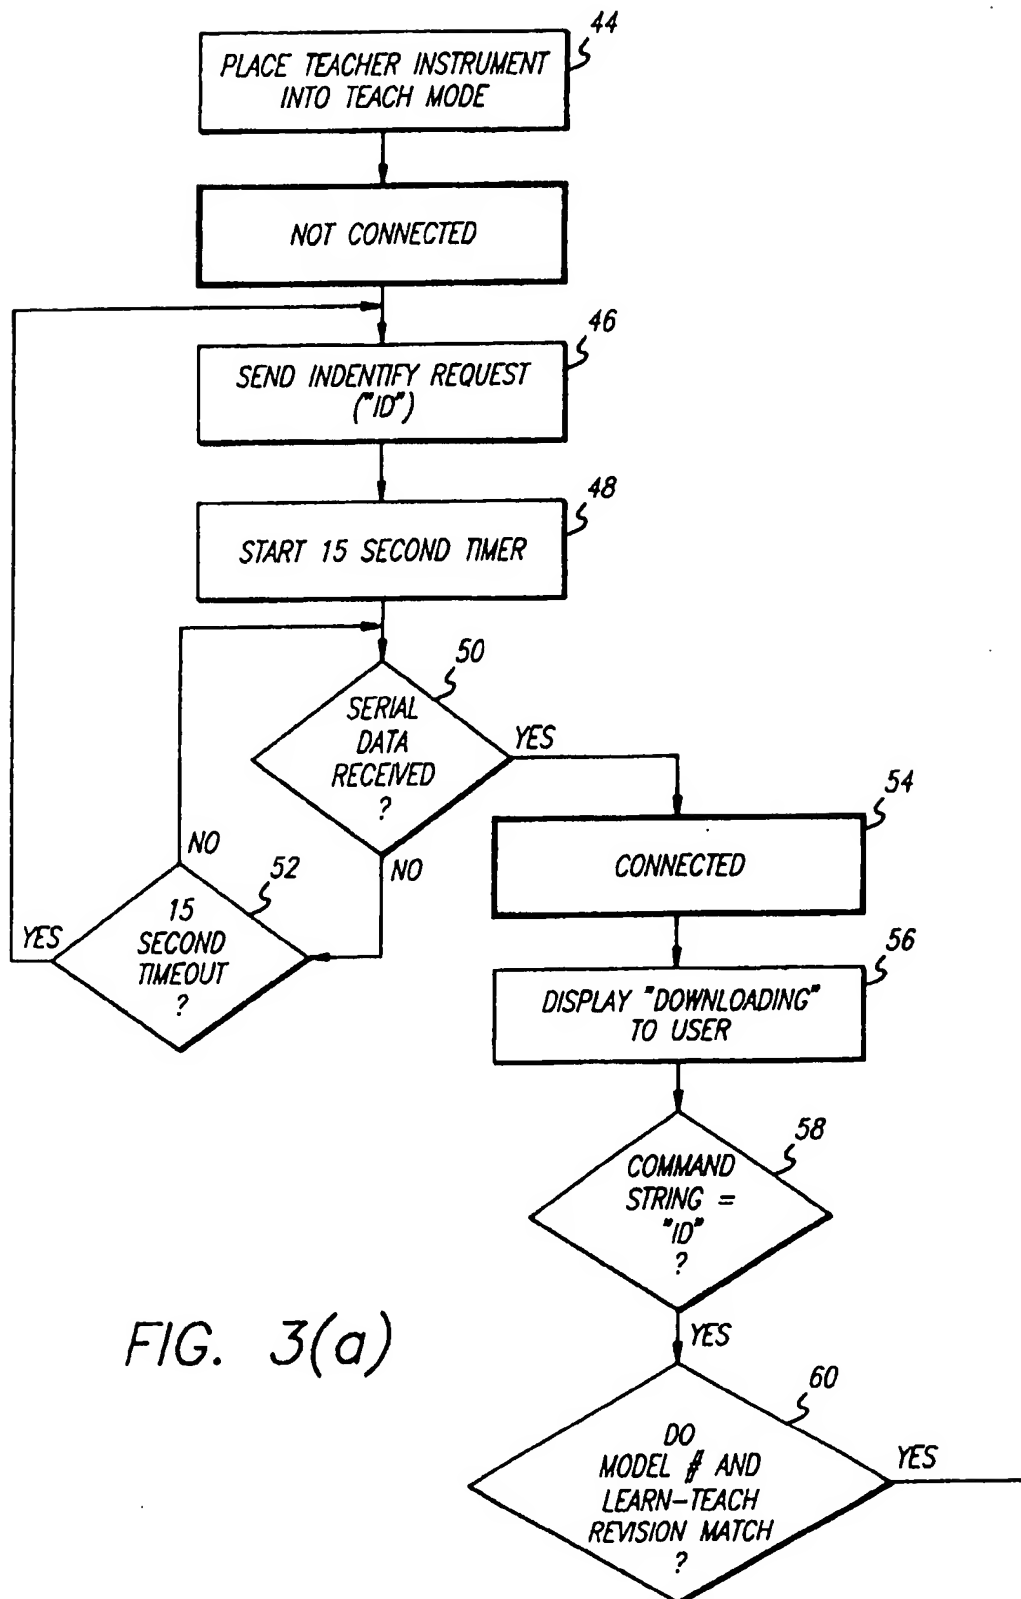 44
PLACE TEACHER INSTRUMENT
INTO TEACH MODE
NOT CONNECTED
46
SEND INDENTIFY REQUEST
("ID")
48
START 15 SECOND TIMER
50
SERIAL
DATA
RECEIVED
?
YES
NO
NO
52
15
SECOND
TIMEOUT
?
YES
54
CONNECTED
56
DISPLAY "DOWNLOADING"
TO USER
58
COMMAND
STRING =
"ID"
?
YES
60
DO
MODEL # AND
LEARN-TEACH
REVISION MATCH
?
YES
FIG. 3(a)